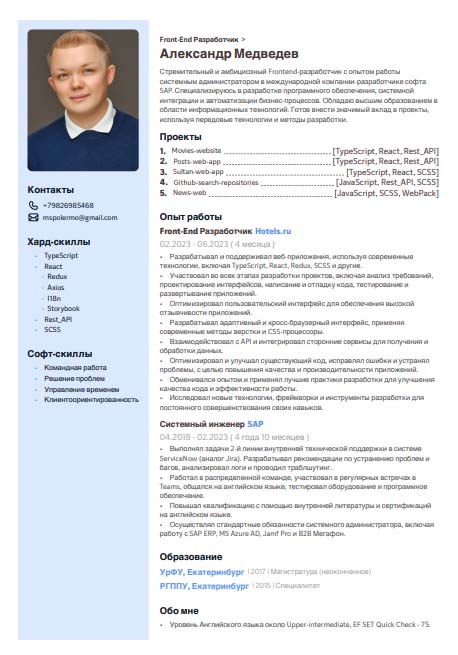 Front-End Разработчик >
Александр Медведев
Стремительный и амбициозный Frontend-разработчик с опытом работы
системным администратором в международной компании-разработчике софта
SAP. Специализируюсь в разработке программного обеспечения, системной
интеграции и автоматизации бизнес-процессов. Обладаю высшим образованием в
области информационных технологий. Готов внести значимый вклад в проекты,
используя передовые технологии и методы разработки.
Проекты
1. Movies-website [TypeScript, React, Rest_API]
2. Posts-web-app [TypeScript, React, Rest_API]
3. Sultan-web-app [TypeScript, React, SCSS]
4. Github-search-repositories [JavaScript, Rest_API, SCSS]
5. News-web [JavaScript, SCSS, WebPack]
Контакты
+79826985468
mspolermo@gmail.com
Хард-скиллы
- TypeScript
- React
- Redux
- Axios
- I18n
- Storybook
- Rest_API
- SCSS
Софт-скиллы
- Командная работа
- Решение проблем
- Управление временем
- Клиентоориентированность
Опыт работы
Front-End Разработчик Hotels.ru
02.2023 - 06.2023 ( 4 месяца )
• Разрабатывал и поддерживал веб-приложения, используя современные
технологии, включая TypeScript, React, Redux, SCSS и другие.
• Участвовал во всех этапах разработки проектов, включая анализ требований,
проектирование интерфейсов, написание и отладку кода, тестирование и
развертывание приложений.
• Оптимизировал пользовательский интерфейс для обеспечения высокой
отзывчивости приложений.
• Разрабатывал адаптивный и кросс-браузерный интерфейс, применяя
современные методы верстки и CSS-процессоры.
• Взаимодействовал с API и интегрировал сторонние сервисы для получения и
обработки данных.
• Оптимизировал и улучшал существующий код, исправлял ошибки и устранял
проблемы, с целью повышения качества и производительности приложений.
• Обменивался опытом и применял лучшие практики разработки для улучшения
качества кода и эффективности работы.
• Исследовал новые технологии, фреймворки и инструменты разработки для
постоянного совершенствования своих навыков.
Системный инженер SAP
04.2018 - 02.2023 ( 4 года 10 месяцев )
• Выполнял задачи 2-й линии внутренней технической поддержки в системе
ServiceNow (аналог Jira). Разрабатывал рекомендации по устранению проблем и
багов, анализировал логи и проводил траблшутинг.
• Работал в распределенной команде, участвовал в регулярных встречах в
Teams, общался на английском языке, тестировал оборудование и программное
обеспечение.
• Повышал квалификацию с помощью внутренней литературы и сертификаций
на английском языке.
• Осуществлял стандартные обязанности системного администратора, включая
работу с SAP ERP, MS Azure AD, Jamf Pro и B2B Мегафон.
Образование
УрФУ, Екатеринбург | 2017 | Магистратура (неоконченное)
РГППУ, Екатеринбург | 2015 | Специалитет
Обо мне
• Уровень Английского языка около Upper-intermediate, EF SET Quick Check - 75.